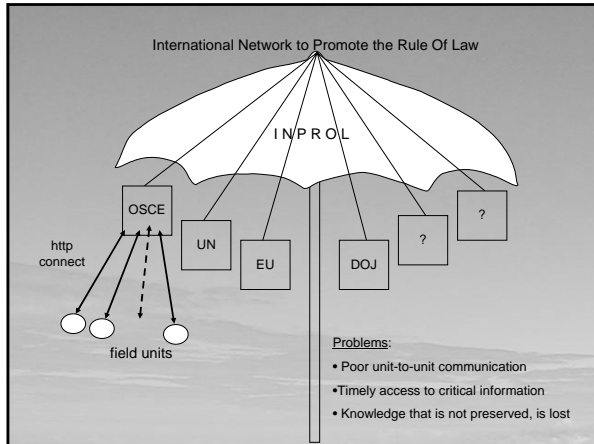 International Network to Promote the Rule Of Law
I N P R O L
OSCE
UN
EU
DOJ
?
?
http
connect
field units
Problems:
• Poor unit-to-unit communication
•Timely access to critical information
• Knowledge that is not preserved, is lost